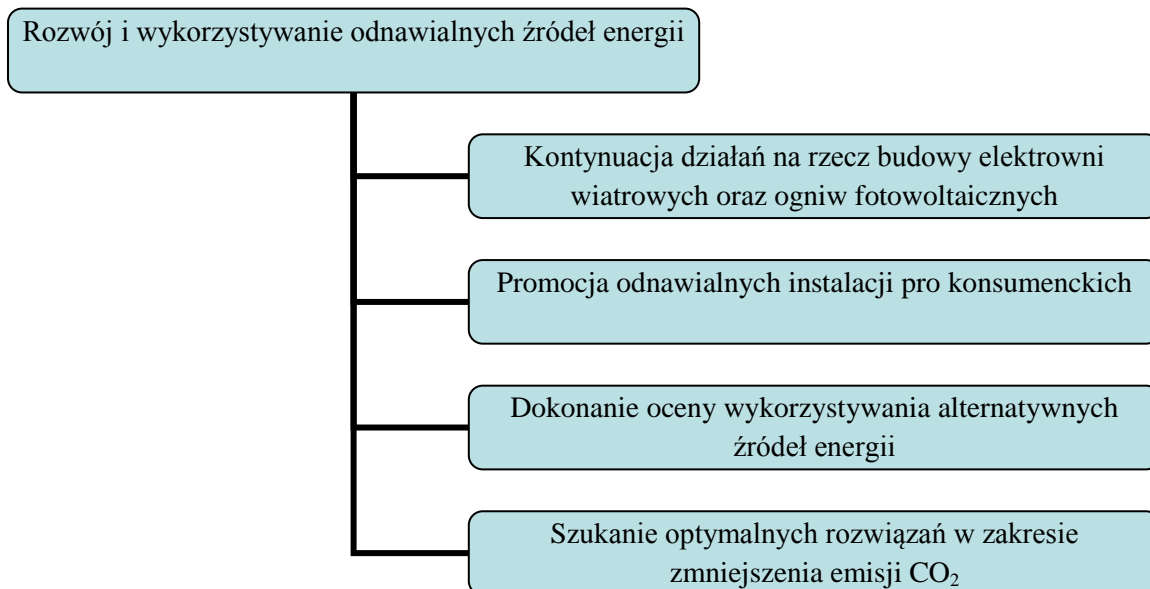 Rozwój i wykorzystywanie odnawialnych źródeł energii
Kontynuacja działań na rzecz budowy elektrowni
wiatrowych oraz ogniw fotowoltaicznych
Promocja odnawialnych instalacji pro konsumenckich
Dokonanie oceny wykorzystywania alternatywnych
źródeł energii
Szukanie optymalnych rozwiązań w zakresie
zmniejszenia emisji CO₂